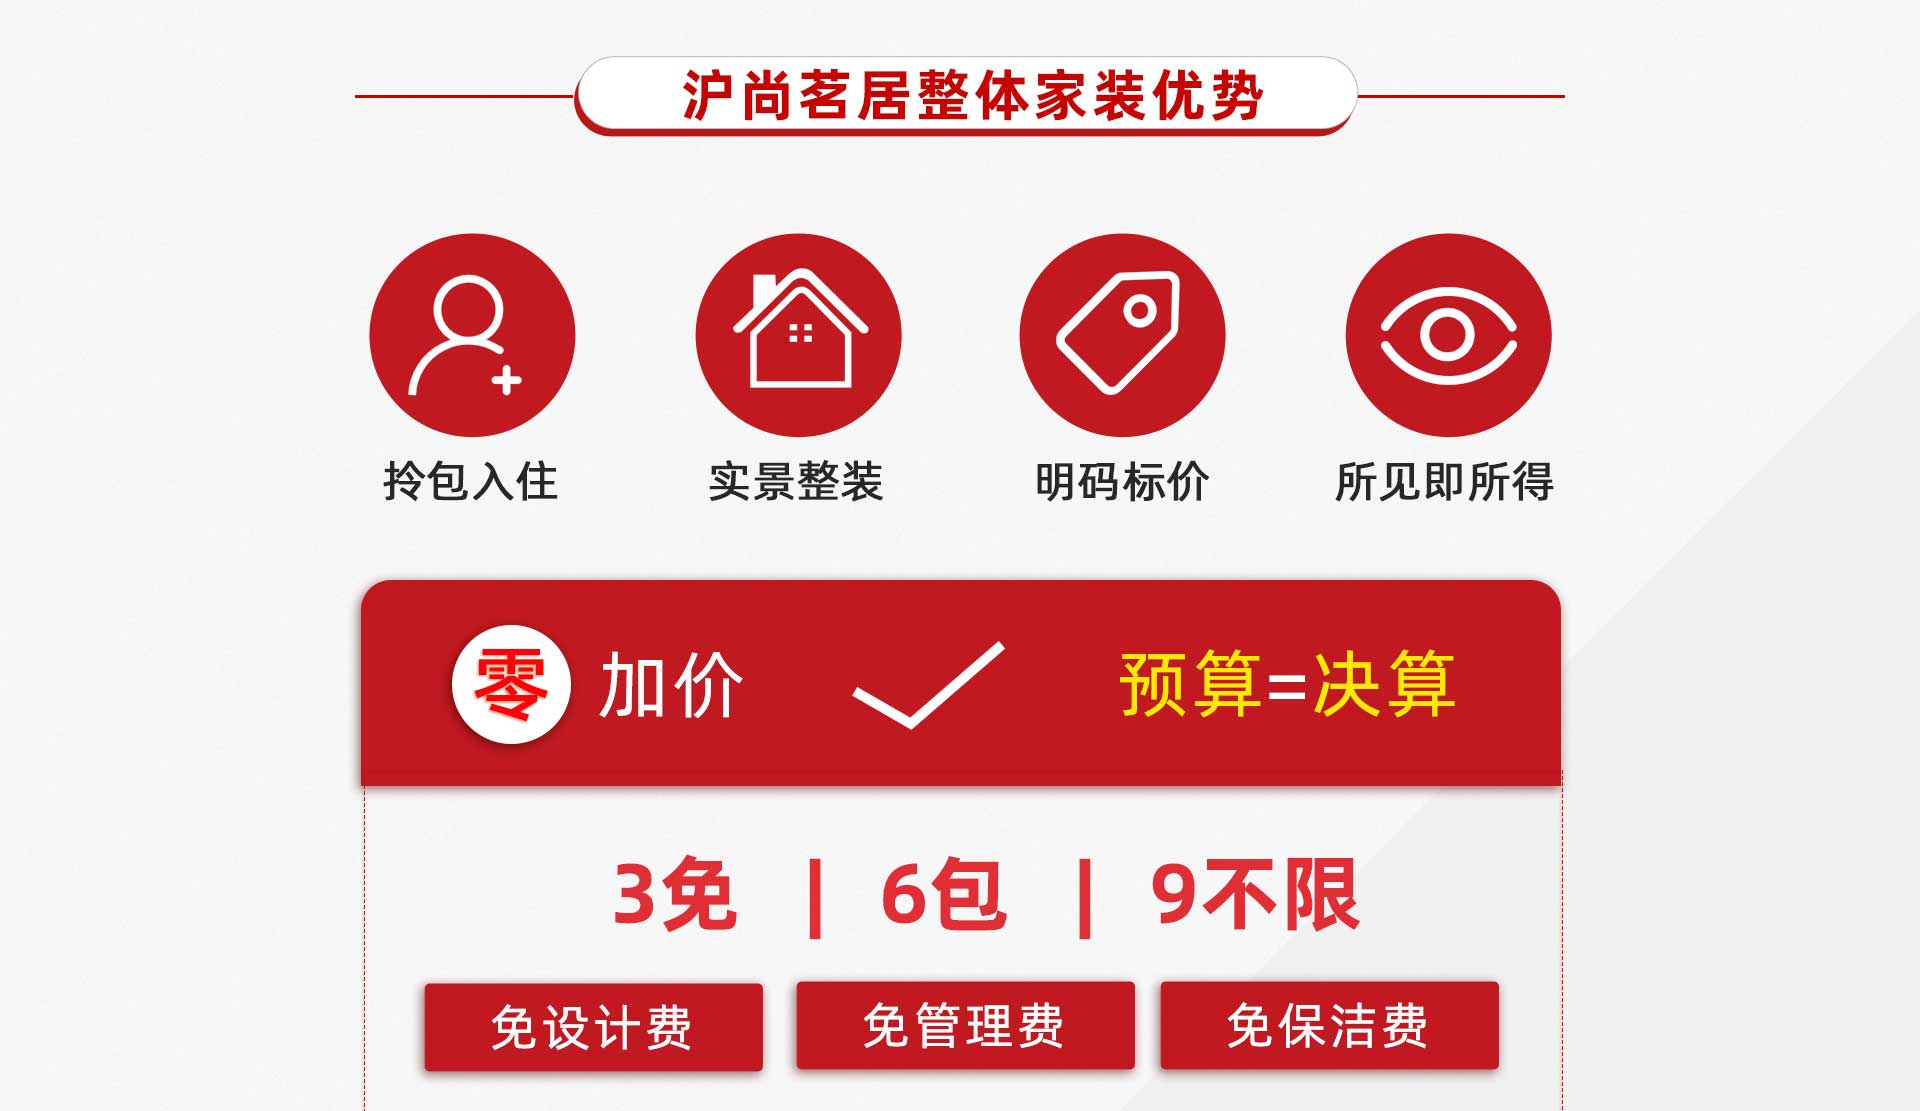 沪尚茗居整体家装优势
拎包入住 实景整装 明码标价 所见即所得
零 加价 预算=决算
3免 | 6包 | 9不限
免设计费 免管理费 免保洁费